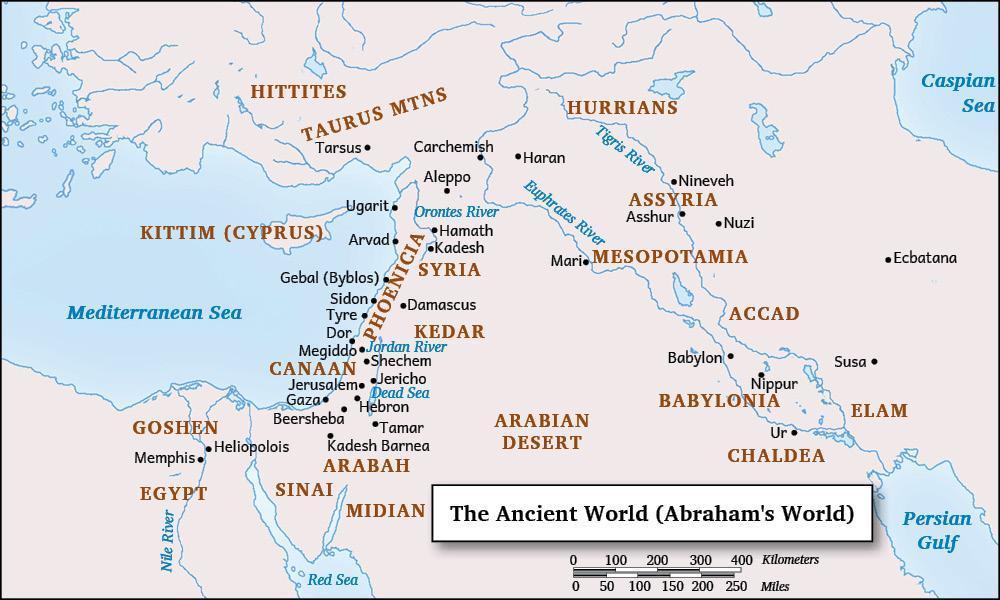 HITTITES
TAURUS MTNS
HURRIANS
Caspian
Sea
Tarsus
Carchemish
Haran
Tigris River
Aleppo
Nineveh
ASSYRIA
Asshur
Nuzi
Ugarit
Orontes River
Euphrates River
KITTIM (CYPRUS)
Arvad
Hamath
Kadesh
SYRIA
Mari
MESOPOTAMIA
Ecbatana
Gebal (Byblos)
PHOENICIA
Sidon
Damascus
Tyre
Mediterranean Sea
ACCAD
Dor
KEDAR
Megiddo
Jordan River
Shechem
CANAAN
Babylon
Susa
Jerusalem
Jericho
Dead Sea
Nippur
Gaza
Hebron
BABYLONIA
ELAM
Beersheba
Tamar
ARABIAN
DESERT
GOSHEN
Heliopolois
Kadesh Barnea
Ur
Memphis
ARABAH
CHALDEA
EGYPT
SINAI
MIDIAN
The Ancient World (Abraham's World)
Persian
Gulf
Nile River
Red Sea
0 100 200 300 400 Kilometers
0 50 100 150 200 250 Miles